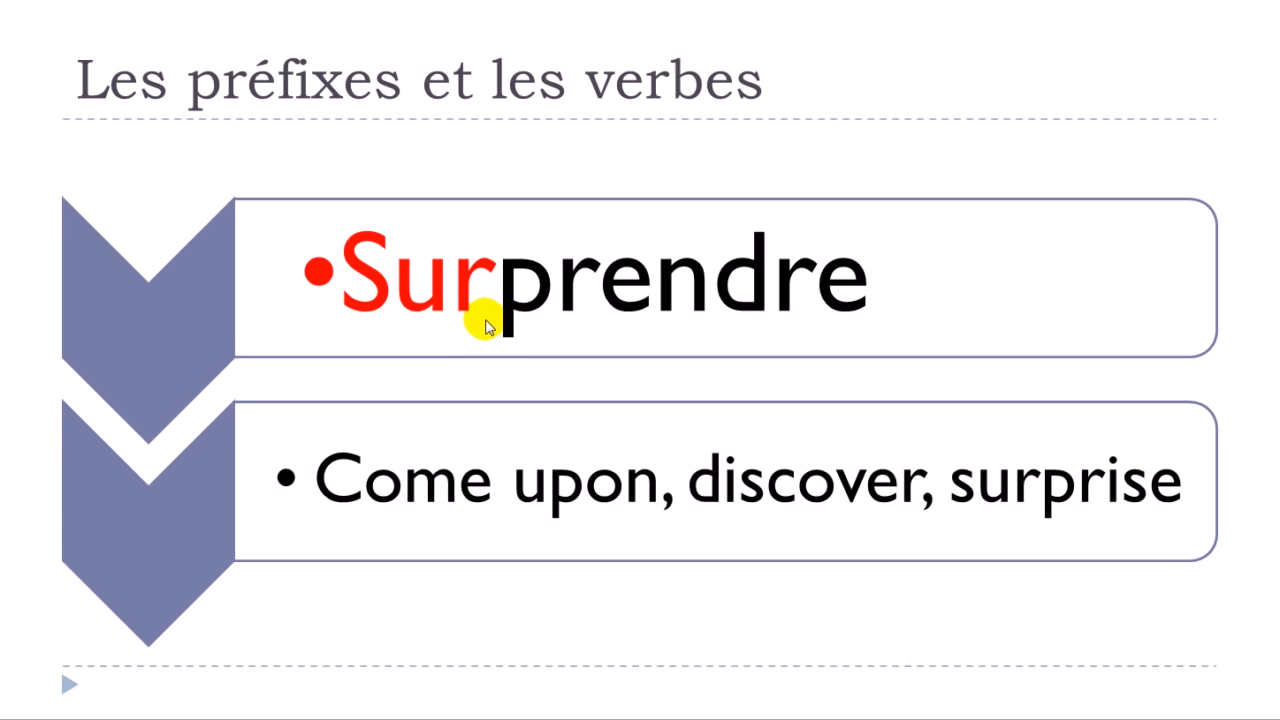 Les préfixes et les verbes
•Surprendre
• Come upon, discover, surprise